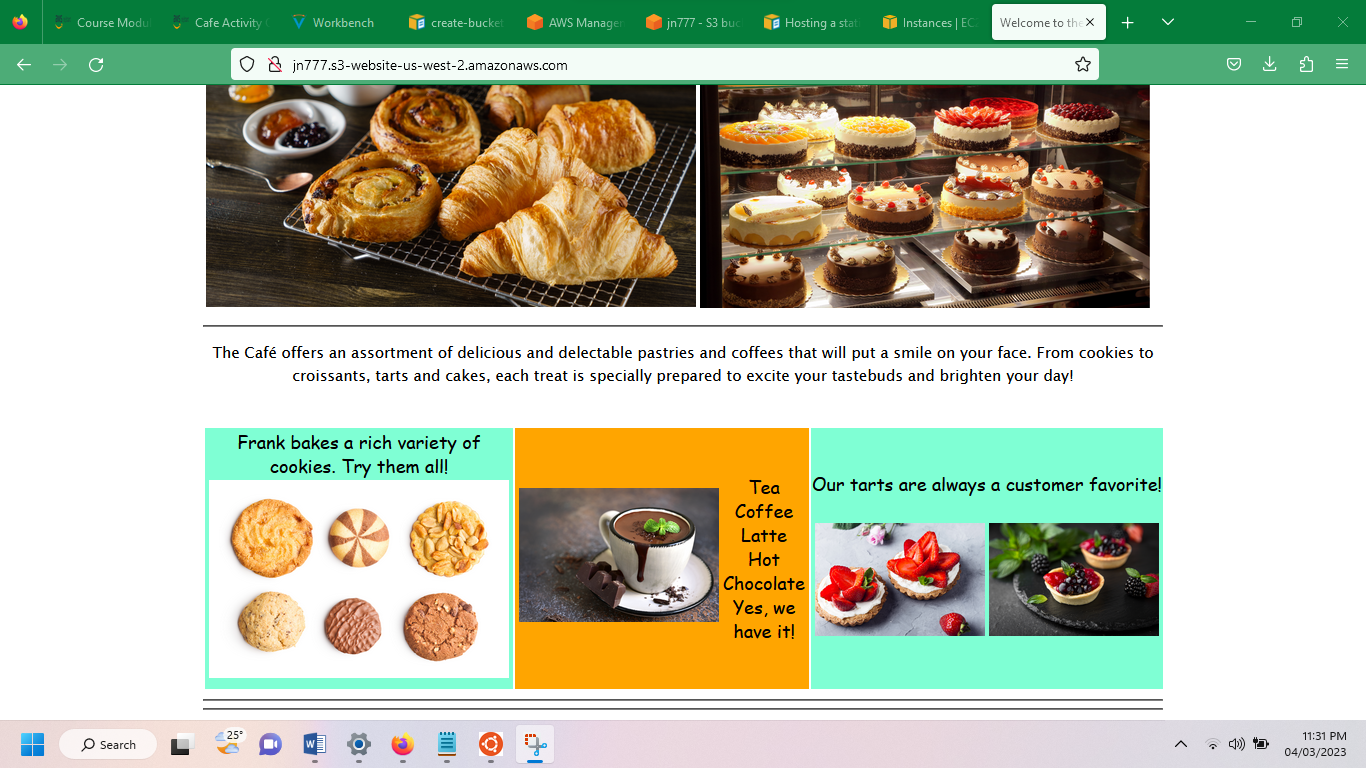 Course Modul
Cafe Activity
Workbench
create-bucket
AWS Manager
jn777 - S3 buc
Hosting a stat
Instances | EC
Welcome to the
jn777.s3-website-us-west-2.amazonaws.com
The Café offers an assortment of delicious and delectable pastries and coffees that will put a smile on your face. From cookies to
croissants, tarts and cakes, each treat is specially prepared to excite your tastebuds and brighten your day!
Frank bakes a rich variety of
cookies. Try them all!
Tea
Coffee
Latte
Hot
Chocolate
Yes, we
have it!
Our tarts are always a customer favorite!
25°
Search
11:31 PM
04/03/2023